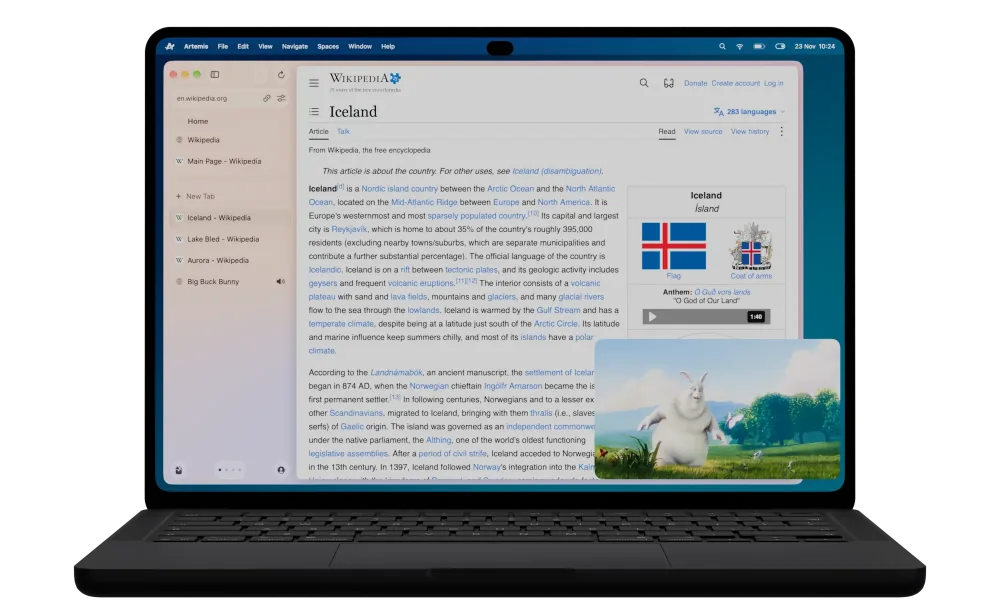 Artemis File Edit View Navigate Spaces Window Help
23 Nov 10:24
en.wikipedia.org
Home
Wikipedia
Main Page - Wikipedia
+ New Tab
Iceland - Wikipedia
Lake Bled - Wikipedia
Aurora - Wikipedia
Big Buck Bunny
WIKIPEDIA
Donate Create account Log in
Iceland
283 languages
Article Talk
Read View source View history
From Wikipedia, the free encyclopedia
This article is about the country. For other uses, see Iceland (disambiguation).
Iceland[d] is a Nordic island country between the Arctic Ocean and the North Atlantic
Ocean, located on the Mid-Atlantic Ridge between Europe and North America. It is
Europe's westernmost and most sparsely populated country.[10] Its capital and largest
city is Reykjavík, which is home to about 35% of the country's roughly 395,000
residents (excluding nearby towns/suburbs, which are separate municipalities and
contribute a further substantial percentage). The official language of the country is
Icelandic. Iceland is on a rift between tectonic plates, and its geologic activity includes
geysers and frequent volcanic eruptions.[11][12] The interior consists of a volcanic
plateau with sand and lava fields, mountains and glaciers, and many glacial rivers
flow to the sea through the lowlands. Iceland is warmed by the Gulf Stream and has a
temperate climate, despite being at a latitude just south of the Arctic Circle. Its latitude
and marine influence keep summers chilly, and most of its islands have a polar
climate.
According to the Landnámabók, an ancient manuscript, the settlement of Icelan
began in 874 AD, when the Norwegian chieftain Ingólfr Arnarson became the is
first permanent settler.[13] In following centuries, Norwegians and to a lesser ex
other Scandinavians, migrated to Iceland, bringing with them thralls (i.e., slaves
serfs) of Gaelic origin. The island was governed as an independent commonwe
under the native parliament, the Althing, one of the world's oldest functioning
legislative assemblies. After a period of civil strife, Iceland acceded to Norwegia
in the 13th century. In 1397, Iceland followed Norway's integration into the Kalm
Iceland
Ísland
Flag
Coat of arms
Anthem: Ó Guð vors lands
"O God of Our Land"
1:40